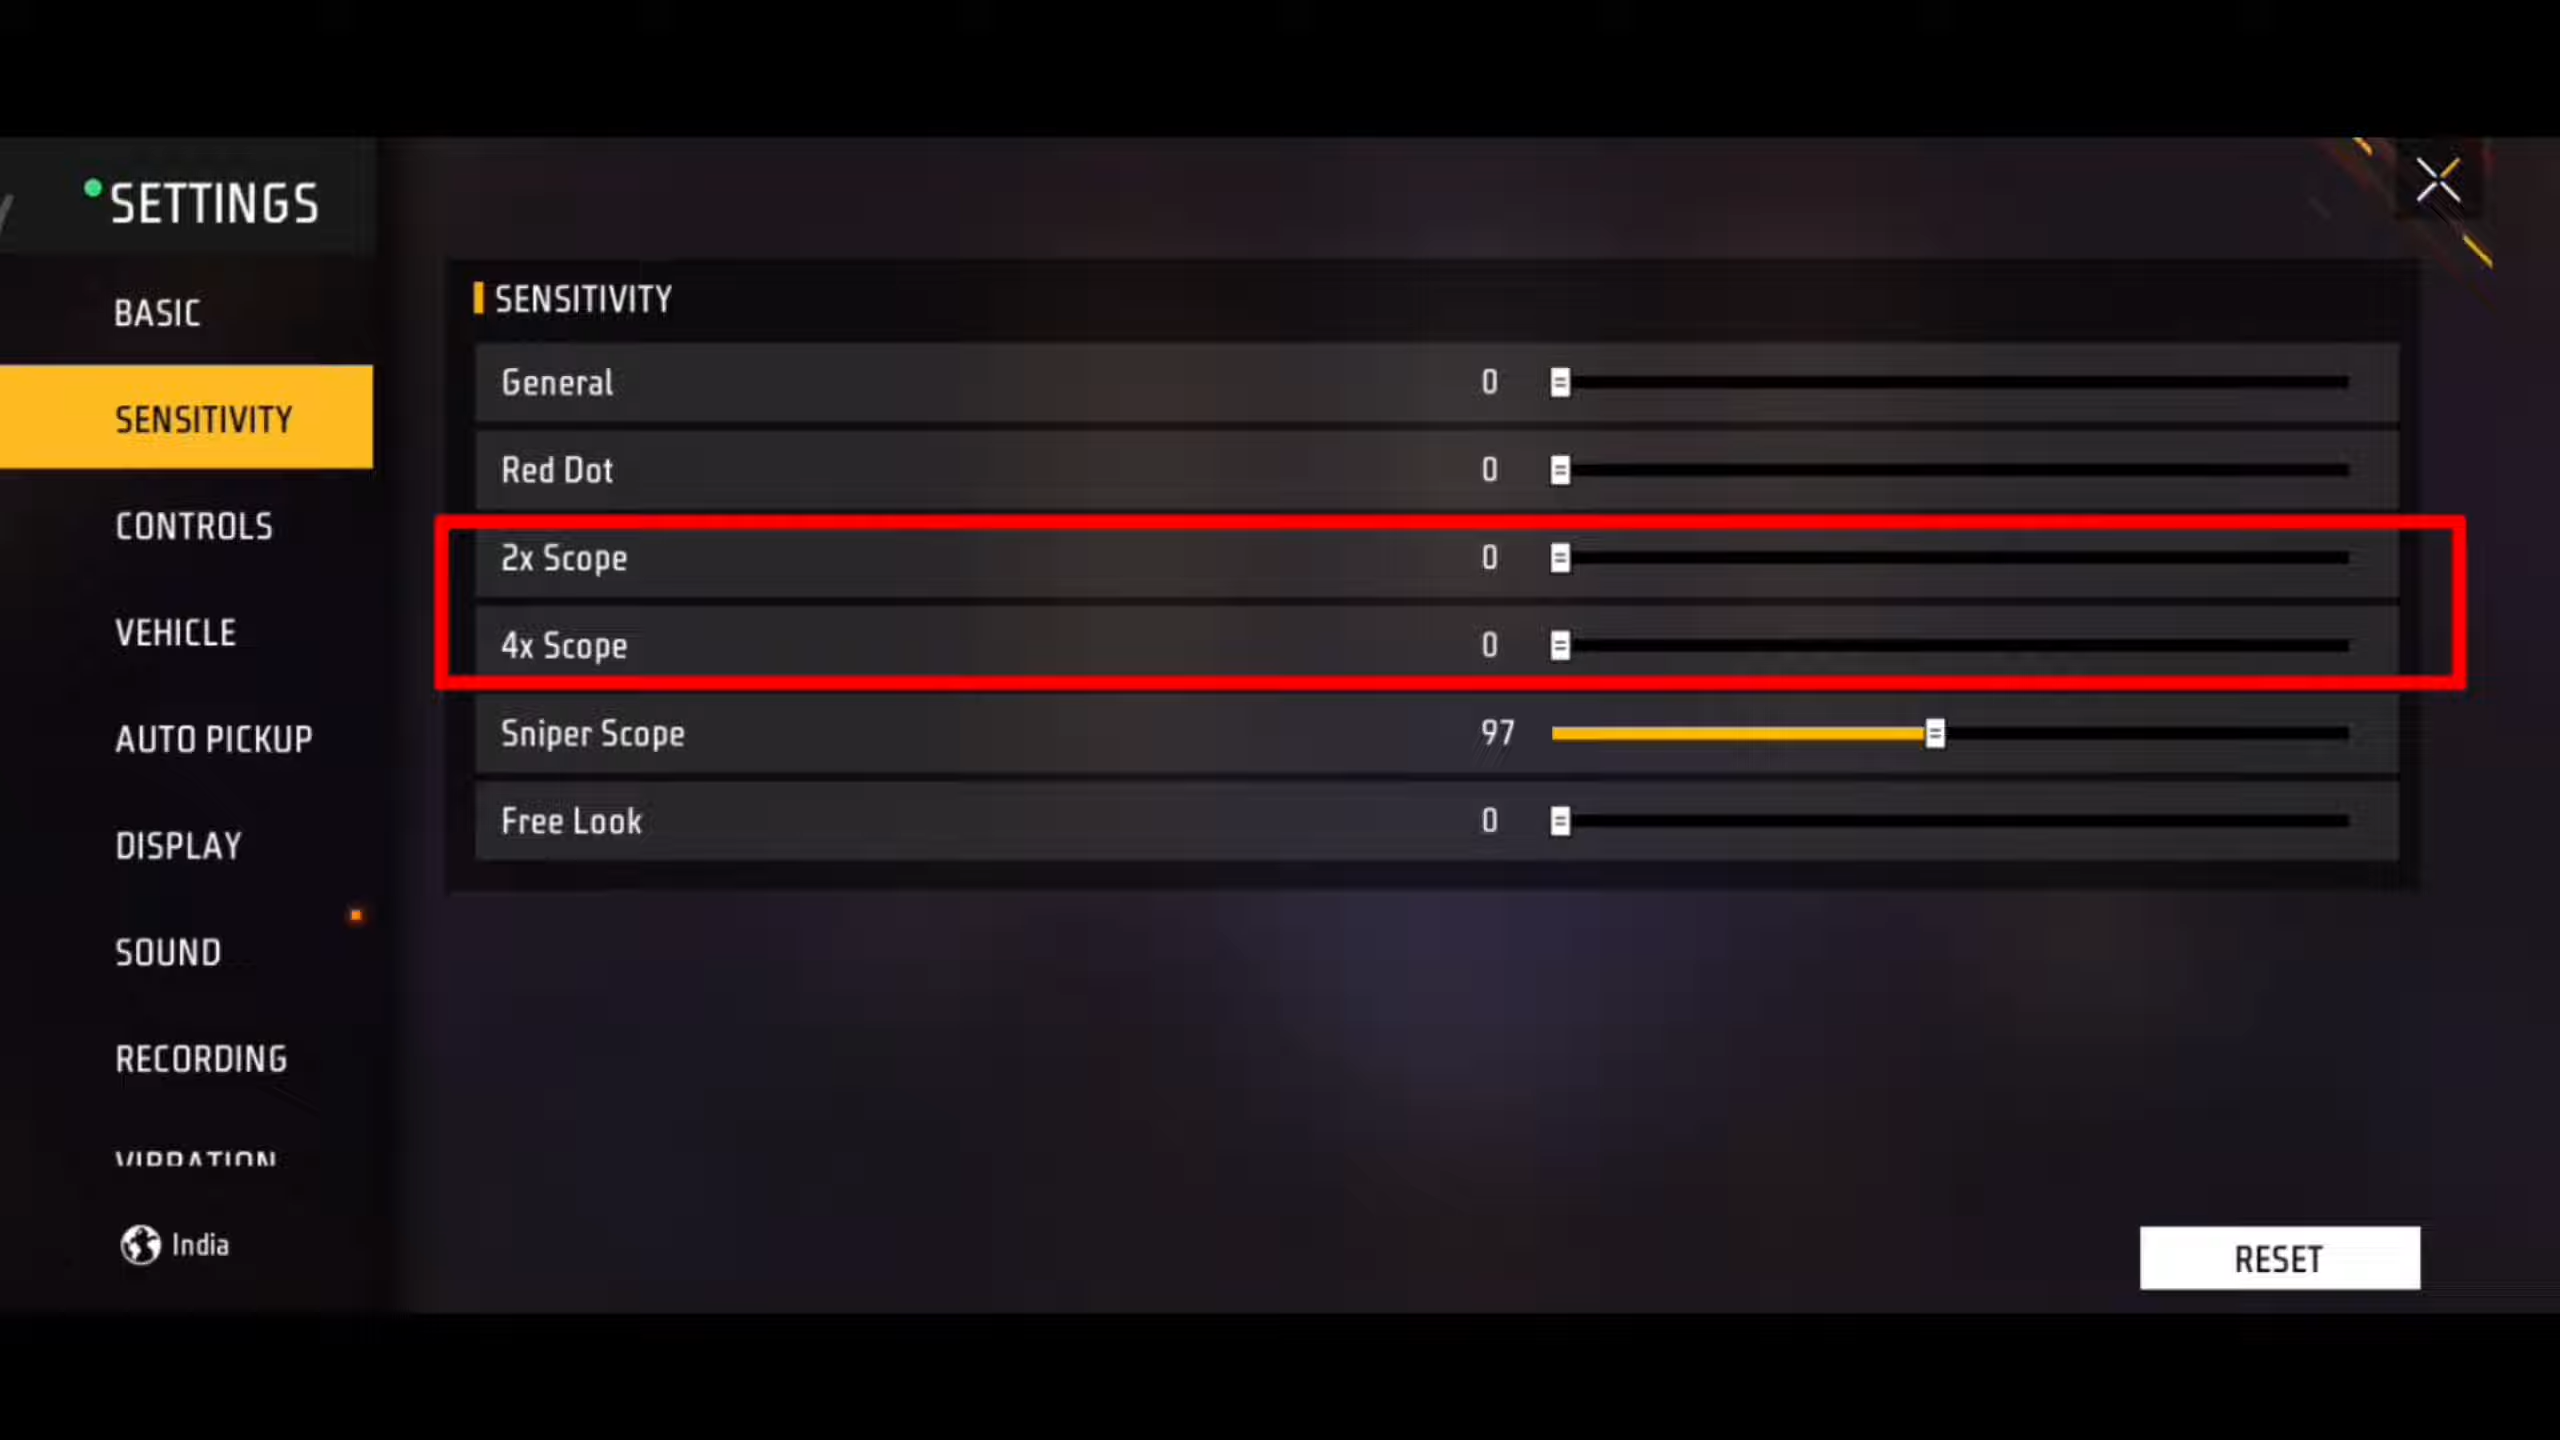 SETTINGS
BASIC
SENSITIVITY
CONTROLS
VEHICLE
AUTO PICKUP
DISPLAY
SOUND
RECORDING
VIBRATION
India
SENSITIVITY
General 0
Red Dot 0
2x Scope 0
4x Scope 0
Sniper Scope 97
Free Look 0
RESET